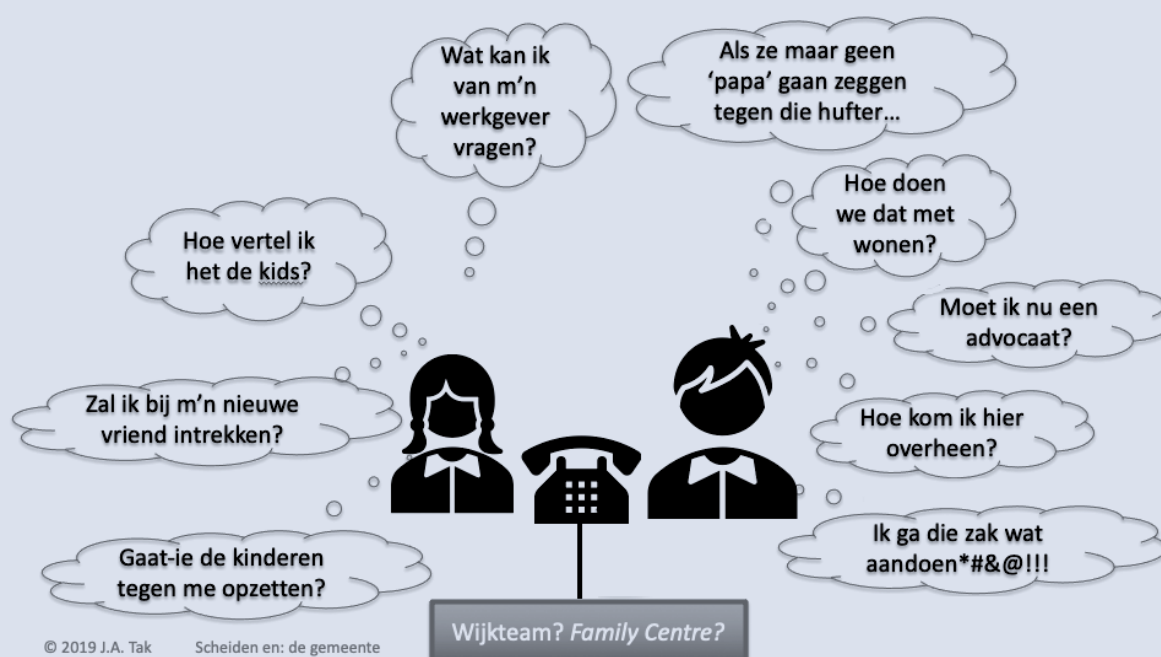 Wat kan ik
van m’n
werkgever
vragen?
Als ze maar geen
‘papa’ gaan zeggen
tegen die hufter…
Hoe doen
we dat met
wonen?
Hoe vertel ik
het de kids?
Moet ik nu een
advocaat?
Zal ik bij m’n nieuwe
vriend intrekken?
Hoe kom ik hier
overheen?
Gaat-ie de kinderen
tegen me opzetten?
Ik ga die zak wat
aandoen*#&@!!!
Wijkteam? Family Centre?
© 2019 J.A. Tak Scheiden en: de gemeente